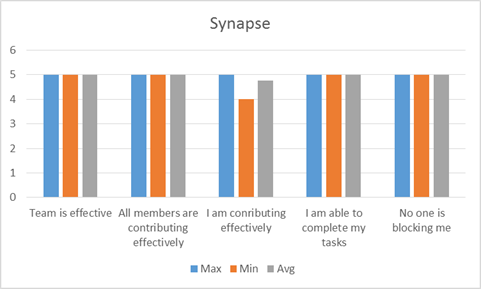 Synapse
6
5
4
3
2
1
0
Team is effective
All members are
contributing
effectively
I am conributing
effectively
I am able to
complete my
tasks
No one is
blocking me
Max Min Avg